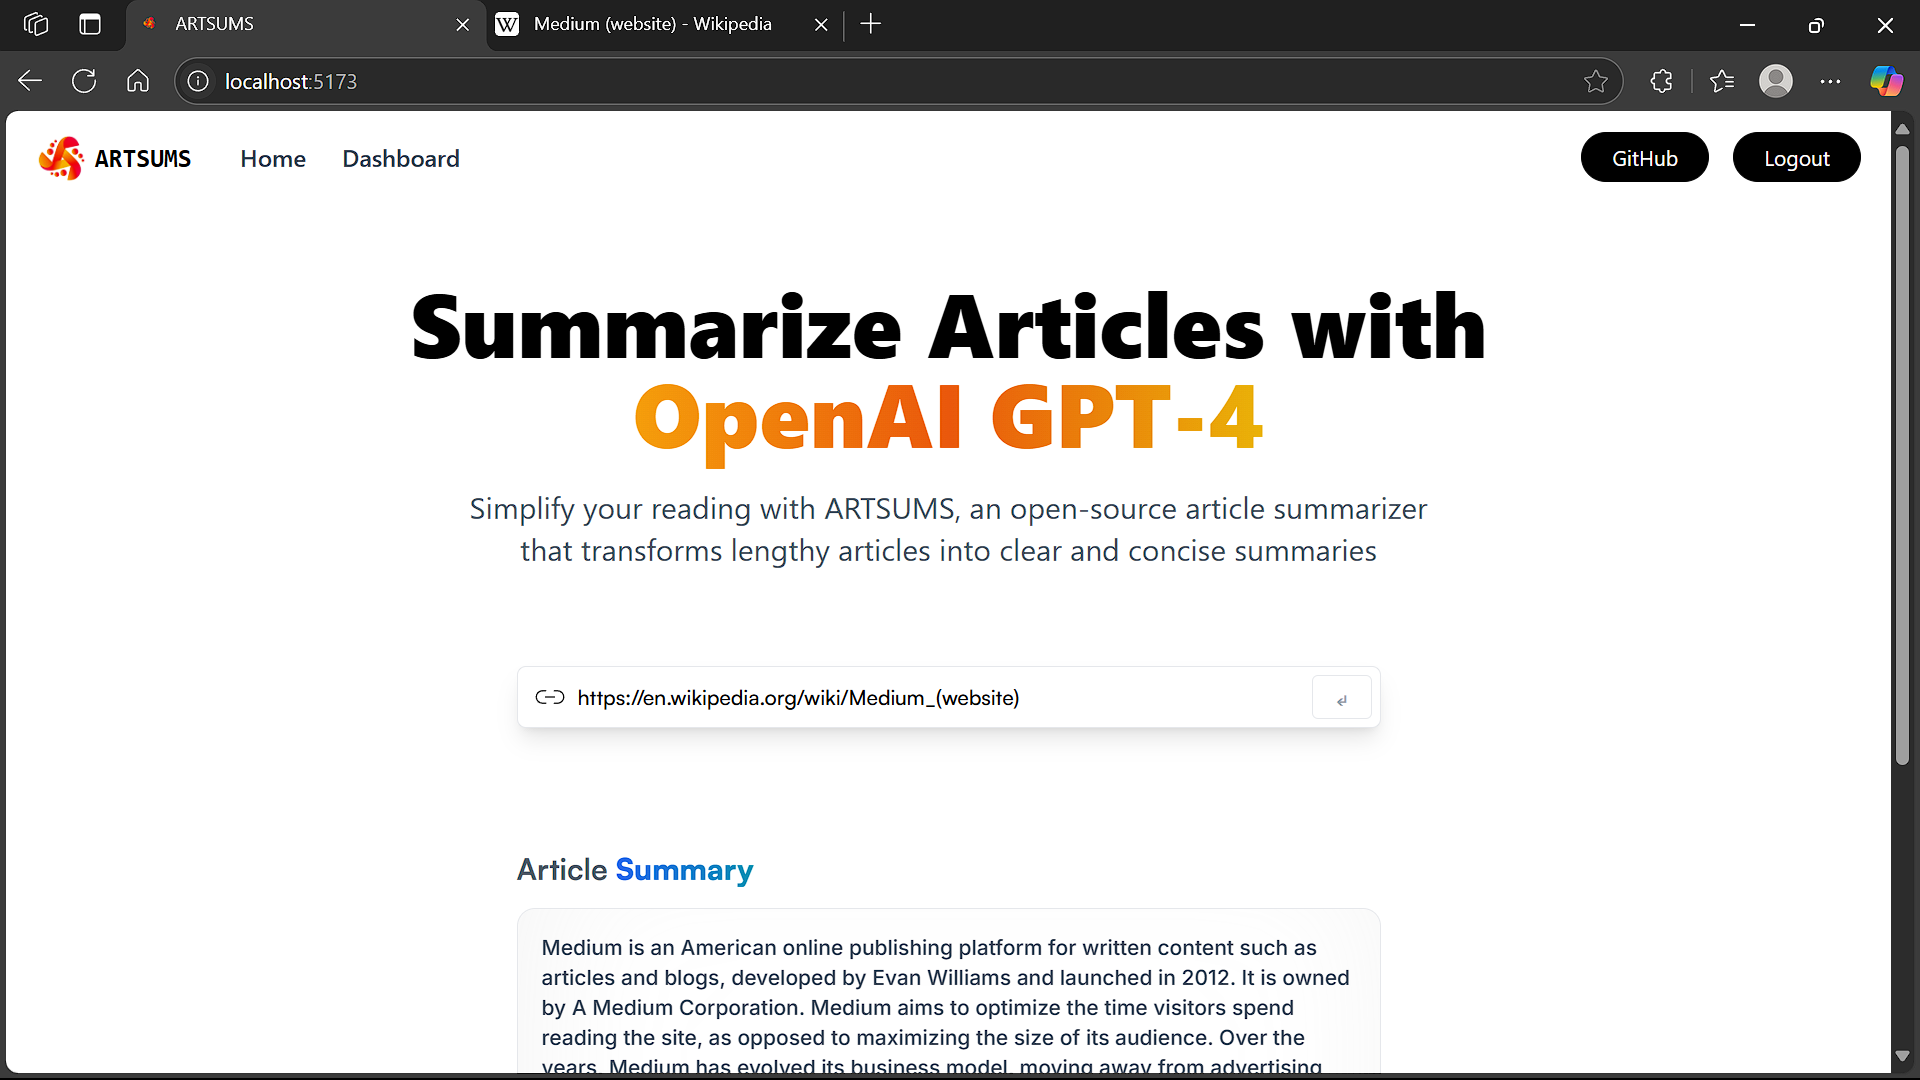 ARTSUMS
Medium (website) - Wikipedia
localhost:5173
ARTSUMS
Home
Dashboard
GitHub
Logout
Summarize Articles with
OpenAI GPT-4
Simplify your reading with ARTSUMS, an open-source article summarizer
that transforms lengthy articles into clear and concise summaries
https://en.wikipedia.org/wiki/Medium_(website)
↵
Article Summary
Medium is an American online publishing platform for written content such as
articles and blogs, developed by Evan Williams and launched in 2012. It is owned
by A Medium Corporation. Medium aims to optimize the time visitors spend
reading the site, as opposed to maximizing the size of its audience. Over the
years, Medium has evolved its business model, moving away from advertising